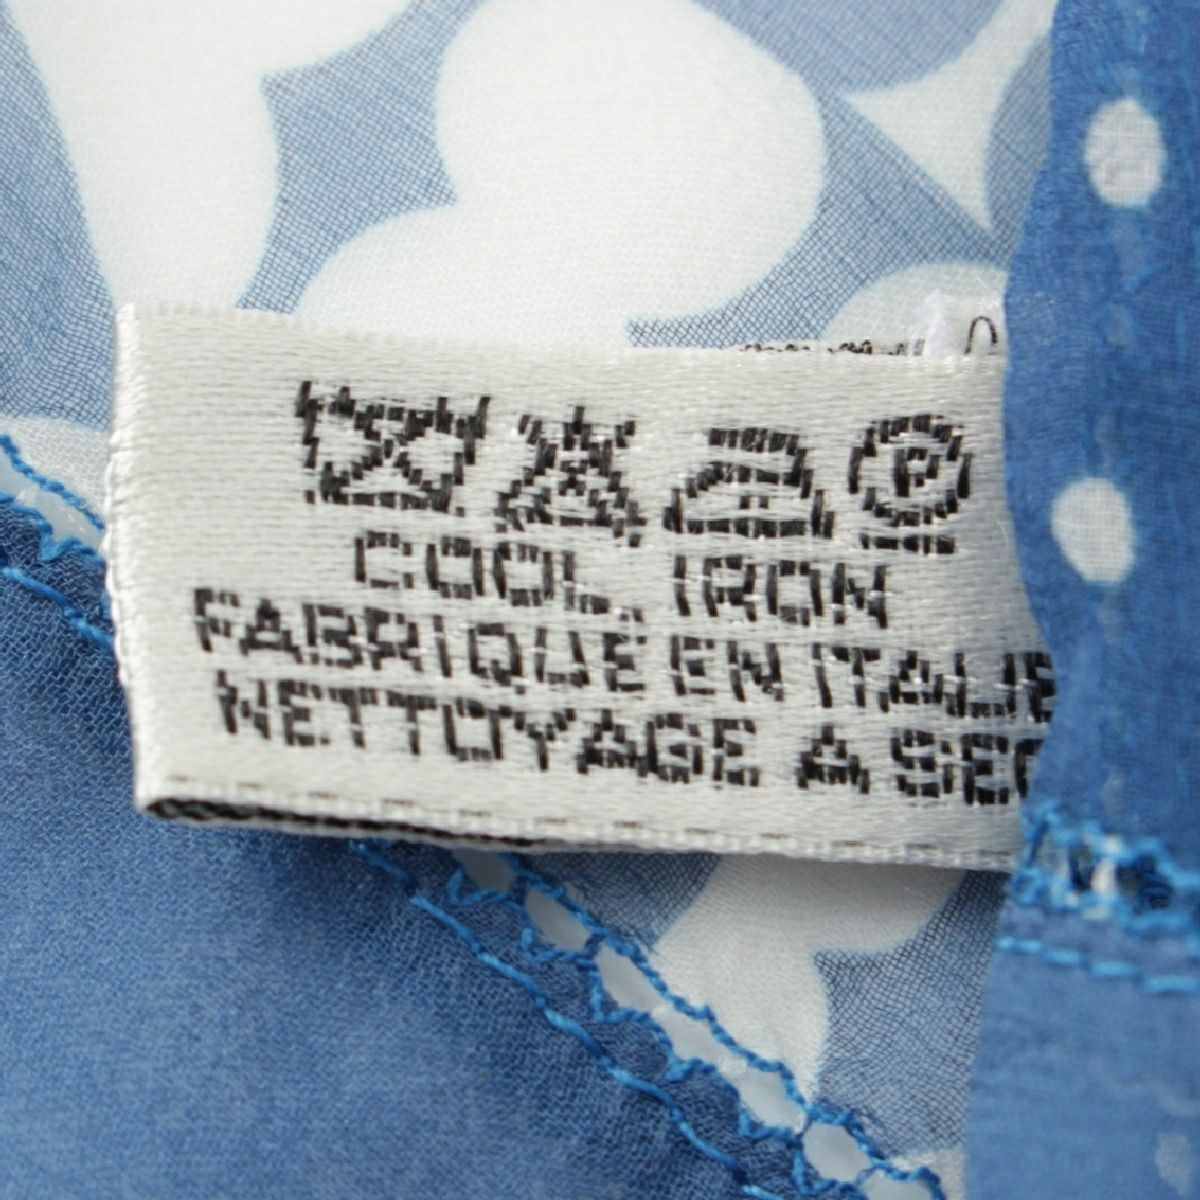 P
COOL IRON
FABRIQUE EN ITALIE
NETTOYAGE A SEC